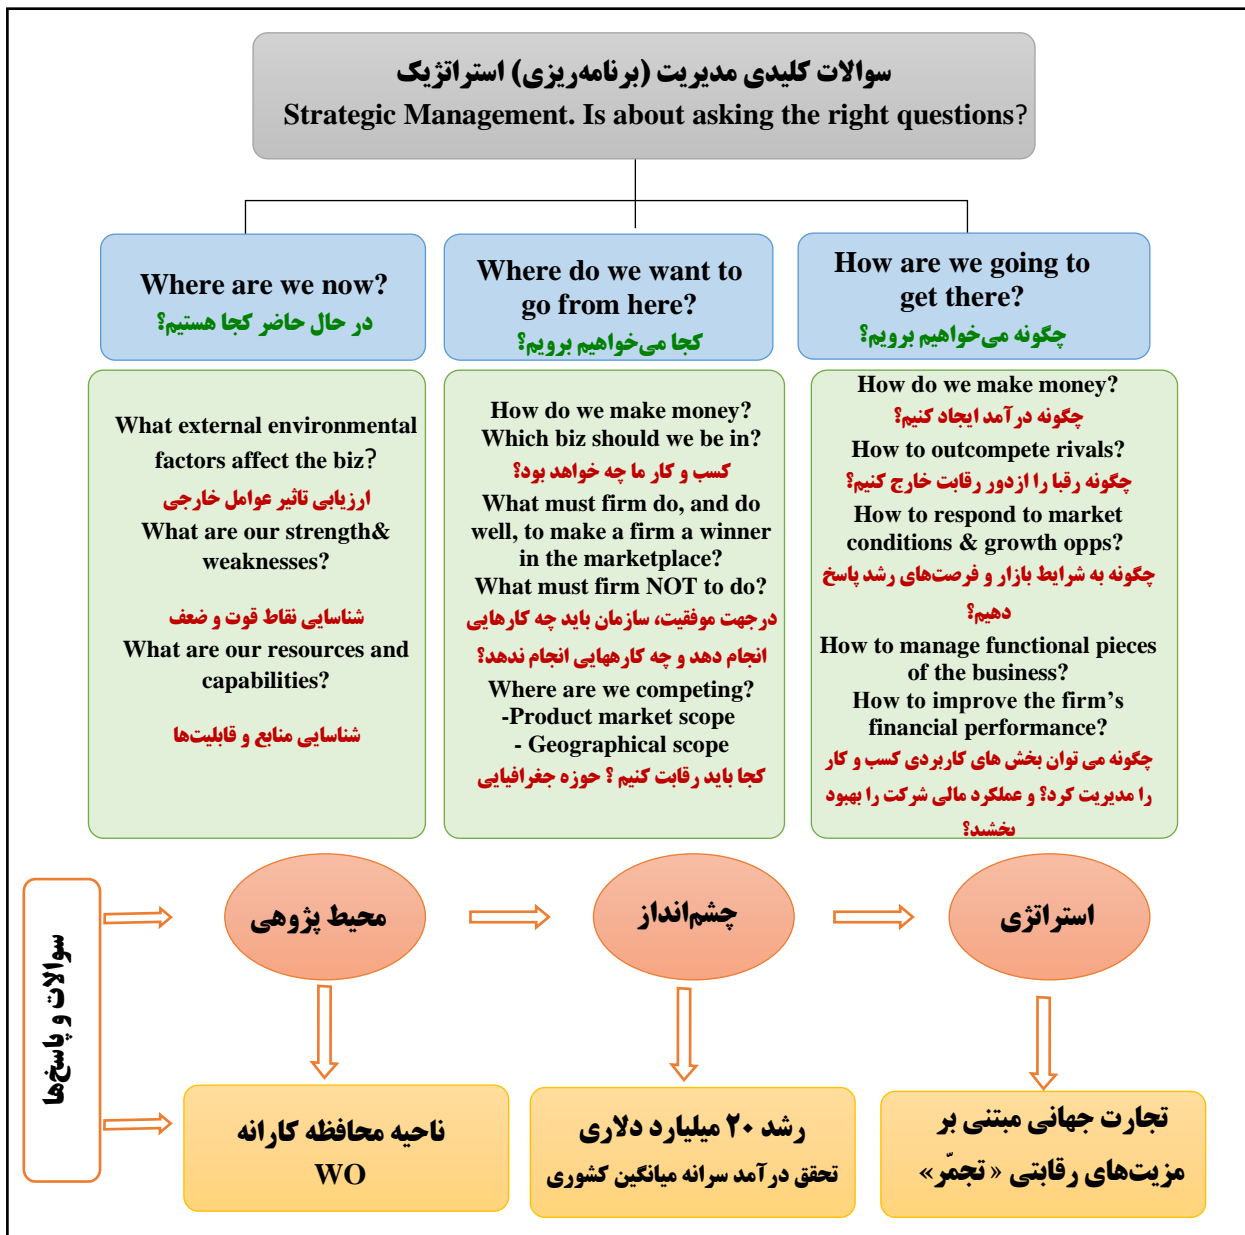 سوالات کلیدی مدیریت (برنامه‌ریزی) استراتژیک
Strategic Management. Is about asking the right questions?
Where are we now?
در حال حاضر کجا هستیم؟
Where do we want to
go from here?
کجا می‌خواهیم برویم؟
How are we going to
get there?
چگونه می‌خواهیم برویم؟
What external environmental
factors affect the biz?
ارزیابی تاثیر عوامل خارجی
What are our strength&
weaknesses?
شناسایی نقاط قوت و ضعف
What are our resources and
capabilities?
شناسایی منابع و قابلیت‌ها
How do we make money?
Which biz should we be in?
کسب و کار ما چه خواهد بود؟
What must firm do, and do
well, to make a firm a winner
in the marketplace?
What must firm NOT to do?
درجهت موفقیت، سازمان باید چه کارهایی
انجام دهد و چه کارههایی انجام ندهد؟
Where are we competing?
-Product market scope
- Geographical scope
کجا باید رقابت کنیم ؟ حوزه جغرافیایی
How do we make money?
چگونه درآمد ایجاد کنیم؟
How to outcompete rivals?
چگونه رقبا را ازدور رقابت خارج کنیم؟
How to respond to market
conditions & growth opps?
چگونه به شرایط بازار و فرصت‌های رشد پاسخ
دهیم؟
How to manage functional pieces
of the business?
How to improve the firm’s
financial performance?
چگونه می توان بخش های کاربردی کسب و کار
را مدیریت کرد؟ و عملکرد مالی شرکت را بهبود
بخشید؟
سوالات و پاسخ‌ها
محیط پژوهی
چشم‌انداز
استراتژی
ناحیه محافظه کارانه
WO
رشد ۲۰ میلیارد دلاری
تحقق درآمد سرانه میانگین کشوری
تجارت جهانی مبتنی بر
مزیت‌های رقابتی « تجمّر»